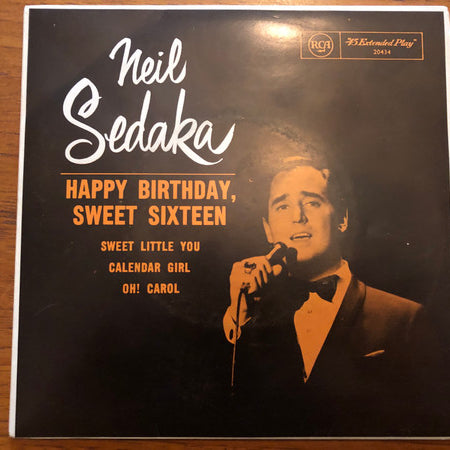 Neil
Sedaka
RCA
"45 Extended Play"
20434
HAPPY BIRTHDAY,
SWEET SIXTEEN
SWEET LITTLE YOU
CALENDAR GIRL
OH! CAROL